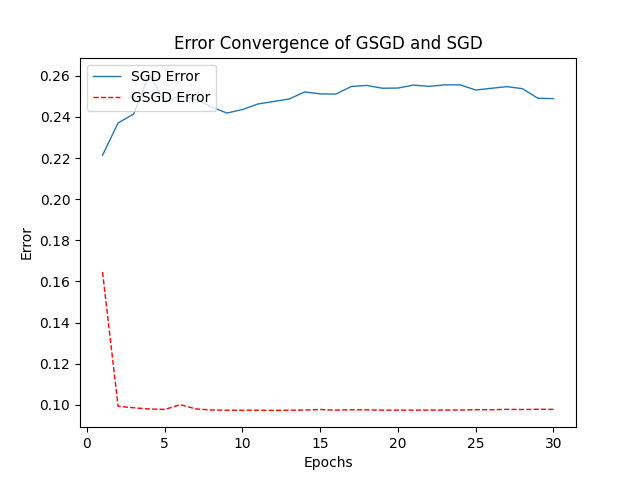 Error Convergence of GSGD and SGD
SGD Error
GSGD Error
0.26
0.24
0.22
0.20
0.18
0.16
0.14
0.12
0.10
Error
0 5 10 15 20 25 30
Epochs